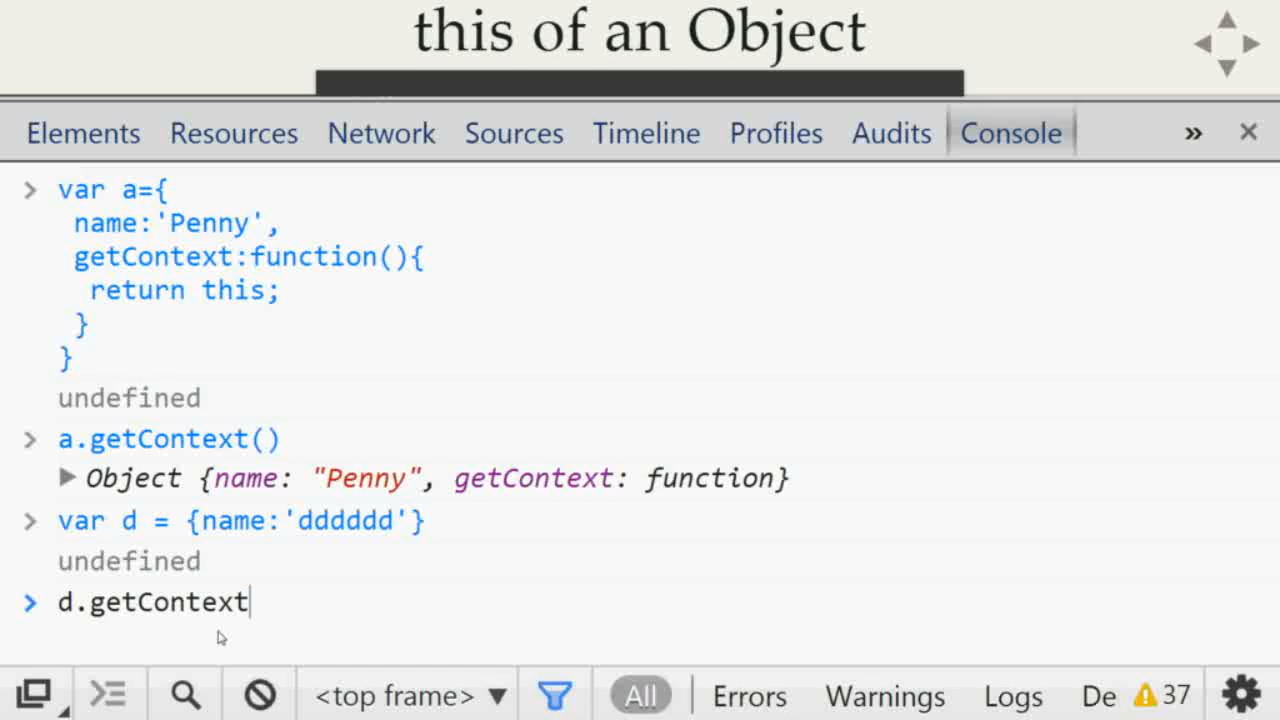 this of an Object
Elements Resources Network Sources Timeline Profiles Audits Console » ×
> var a={
name:'Penny',
getContext:function(){
return this;
}
}
undefined
> a.getContext()
▶ Object {name: "Penny", getContext: function}
> var d = {name:'dddddd'}
undefined
> d.getContext
<top frame> ▼ All Errors Warnings Logs De 37